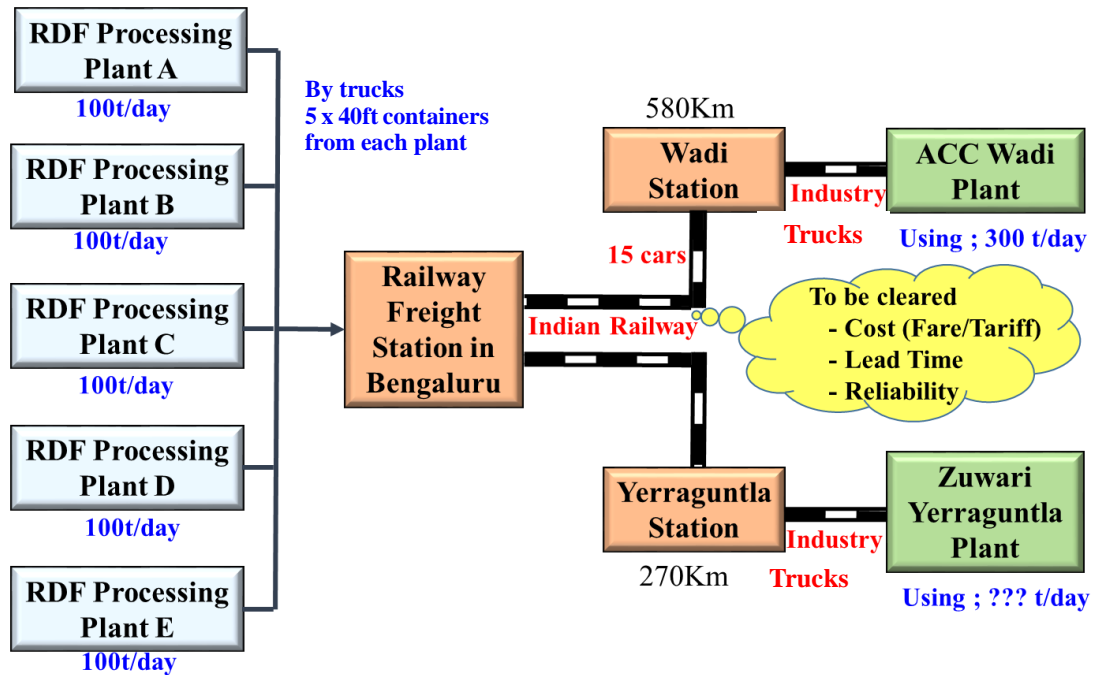 RDF Processing
Plant A
100t/day
RDF Processing
Plant B
100t/day
RDF Processing
Plant C
100t/day
RDF Processing
Plant D
100t/day
RDF Processing
Plant E
100t/day
By trucks
5 x 40ft containers
from each plant
Railway
Freight
Station in
Bengaluru
Indian Railway
15 cars
580Km
Wadi
Station
Industry
Trucks
ACC Wadi
Plant
Using ; 300 t/day
To be cleared
- Cost (Fare/Tariff)
- Lead Time
- Reliability
Yerraguntla
Station
270Km
Industry
Trucks
Zuwari
Yerraguntla
Plant
Using ; ??? t/day